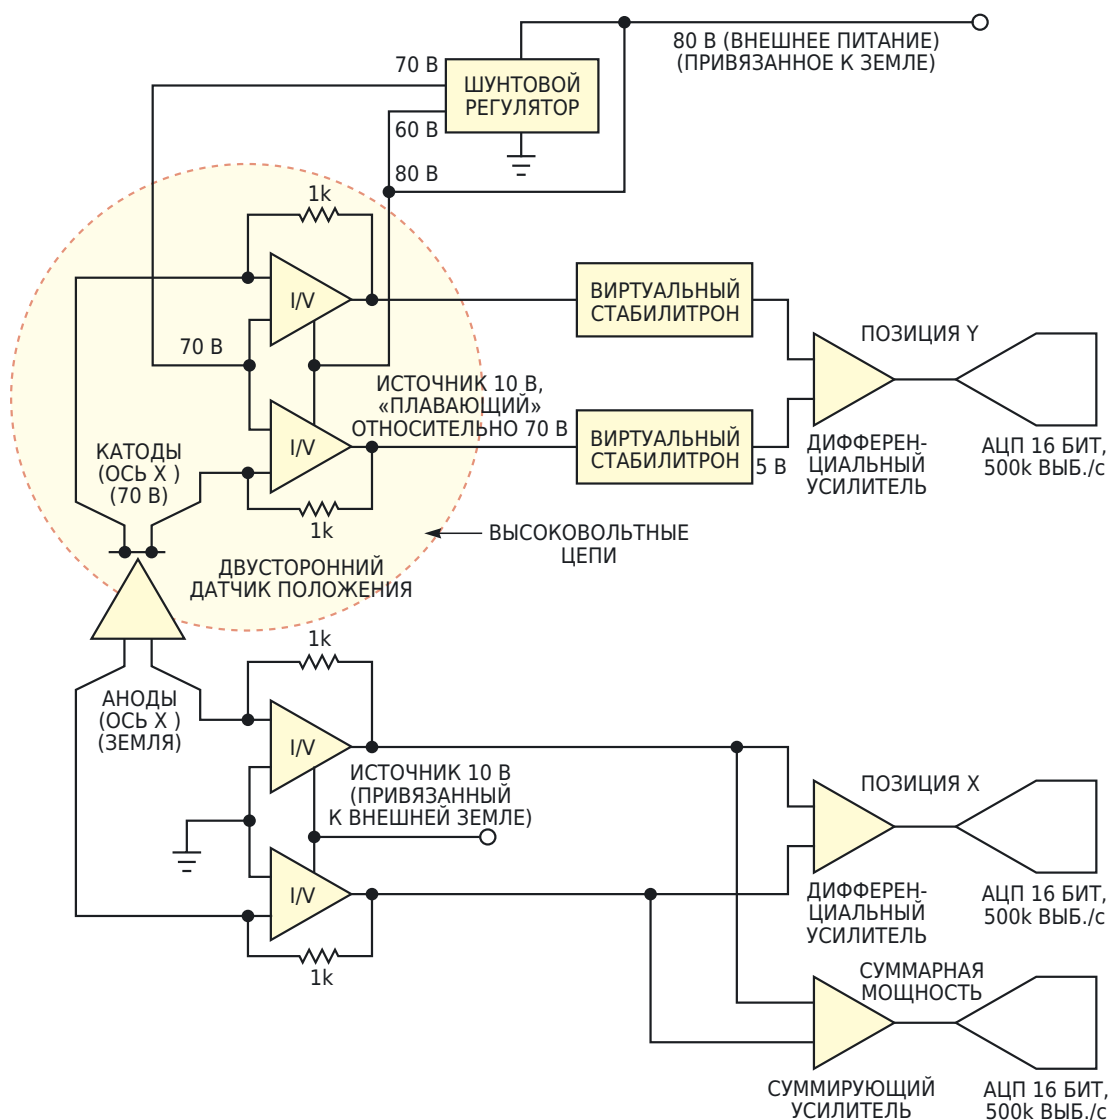 80 В (ВНЕШНЕЕ ПИТАНИЕ)
(ПРИВЯЗАННОЕ К ЗЕМЛЕ)
70 В
ШУНТОВОЙ
РЕГУЛЯТОР
60 В
80 В
1k
I/V
70 В
ВИРТУАЛЬНЫЙ
СТАБИЛИТРОН
ПОЗИЦИЯ Y
ИСТОЧНИК 10 В,
«ПЛАВАЮЩИЙ»
ОТНОСИТЕЛЬНО 70 В
I/V
ВИРТУАЛЬНЫЙ
СТАБИЛИТРОН
5 В
ДИФФЕРЕН-
ЦИАЛЬНЫЙ
УСИЛИТЕЛЬ
АЦП 16 БИТ,
500k ВЫБ./с
КАТОДЫ
(ОСЬ X )
(70 В)
1k
ВЫСОКОВОЛЬТНЫЕ
ЦЕПИ
ДВУСТОРОННИЙ
ДАТЧИК ПОЛОЖЕНИЯ
1k
АНОДЫ
(ОСЬ X )
(ЗЕМЛЯ)
I/V
ИСТОЧНИК 10 В
(ПРИВЯЗАННЫЙ
К ВНЕШНЕЙ ЗЕМЛЕ)
ПОЗИЦИЯ X
I/V
1k
ДИФФЕРЕН-
ЦИАЛЬНЫЙ
УСИЛИТЕЛЬ
АЦП 16 БИТ,
500k ВЫБ./с
СУММАРНАЯ
МОЩНОСТЬ
СУММИРУЮЩИЙ
УСИЛИТЕЛЬ
АЦП 16 БИТ,
500k ВЫБ./с